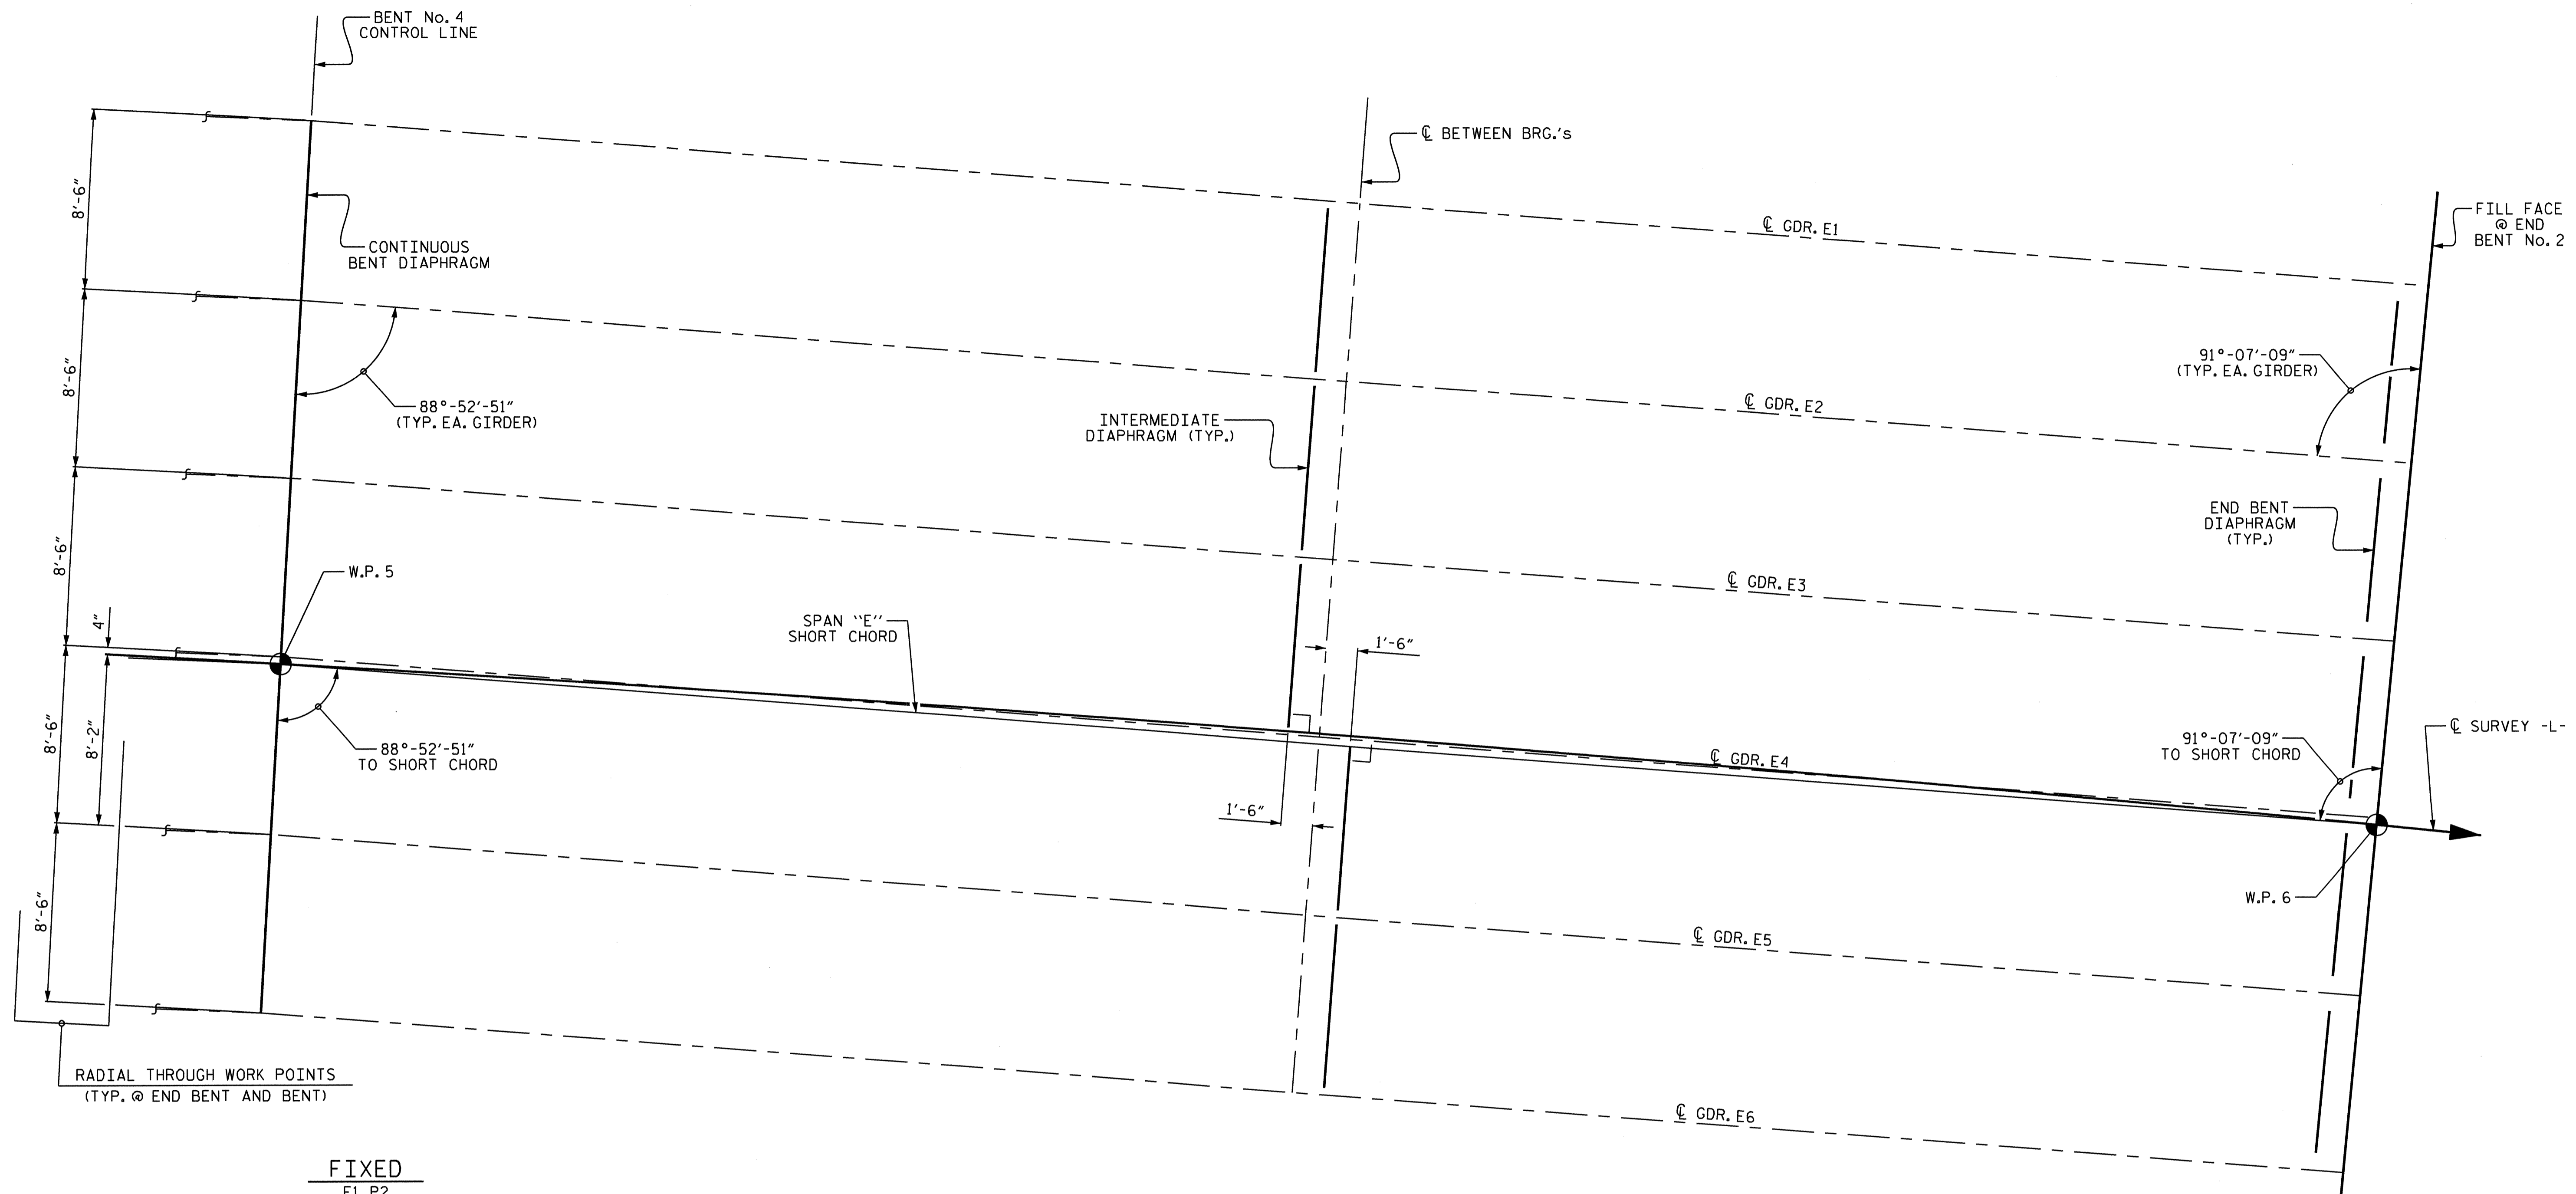 BENT No. 4
CONTROL LINE
℄ BETWEEN BRG.'s
FILL FACE
@ END
BENT No. 2
8'-6"
CONTINUOUS
BENT DIAPHRAGM
℄ GDR. E1
8'-6"
88°-52'-51"
(TYP. EA. GIRDER)
91°-07'-09"
(TYP. EA. GIRDER)
℄ GDR. E2
INTERMEDIATE
DIAPHRAGM (TYP.)
8'-6"
END BENT
DIAPHRAGM
(TYP.)
W.P. 5
℄ GDR. E3
4"
SPAN "E"
SHORT CHORD
1'-6"
8'-6"
8'-2"
88°-52'-51"
TO SHORT CHORD
℄ GDR. E4
91°-07'-09"
TO SHORT CHORD
℄ SURVEY -L-
1'-6"
8'-6"
W.P. 6
℄ GDR. E5
RADIAL THROUGH WORK POINTS
(TYP. @ END BENT AND BENT)
℄ GDR. E6
FIXED